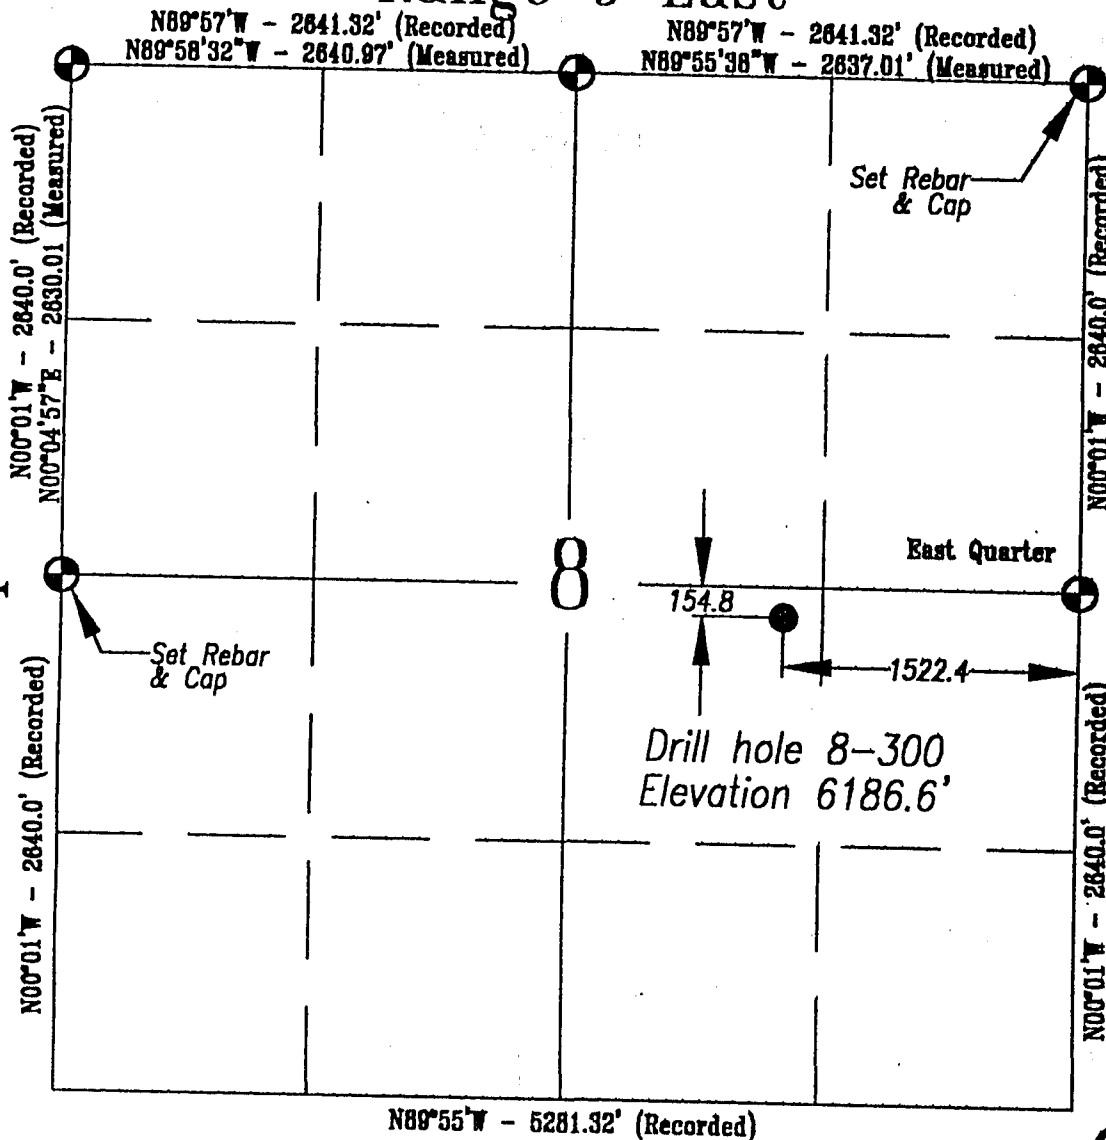 Range 9 East
N89°57'W - 2641.32' (Recorded)
N89°58'32"W - 2640.97' (Measured)
N89°57'W - 2641.32' (Recorded)
N89°55'38"W - 2637.01' (Measured)
N00°01'W - 2640.0' (Recorded)
N00°04'57"E - 2630.01 (Measured)
Set Rebar
& Cap
N00°01'W - 2640.0' (Recorded)
8
East Quarter
154.8
1522.4
Set Rebar
& Cap
Drill hole 8-300
Elevation 6186.6'
N00°01'W - 2640.0' (Recorded)
N00°01'W - 2640.0' (Recorded)
N89°55'W - 5281.32' (Recorded)